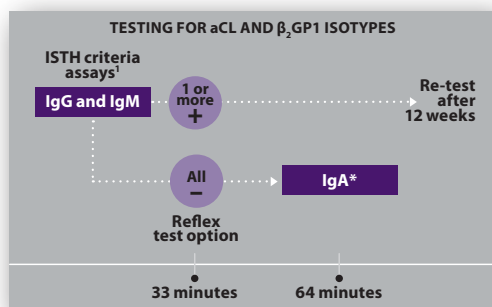 TESTING FOR aCL AND β₂GP1 ISOTYPES
ISTH criteria
assays¹
IgG and IgM
1 or
more
+
Re-test
after
12 weeks
All
–
IgA*
Reflex
test option
33 minutes
64 minutes